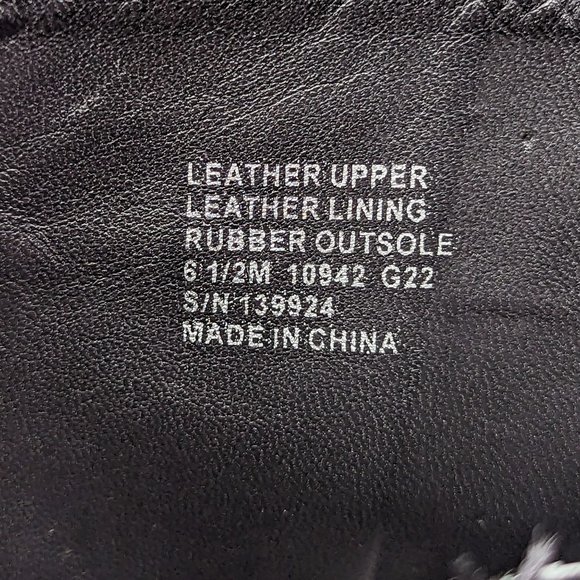 LEATHER UPPER
LEATHER LINING
RUBBER OUTSOLE
6 1/2M 10942 G22
S/N 139924
MADE IN CHINA